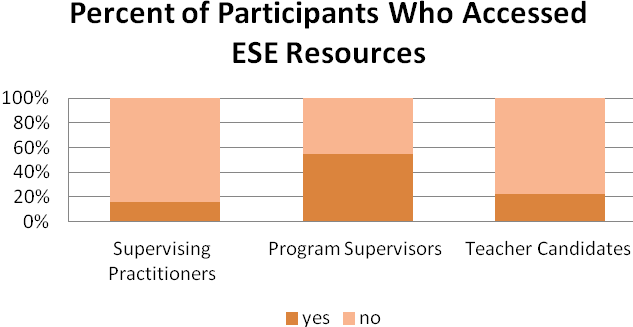 Percent of Participants Who Accessed
ESE Resources
100%
80%
60%
40%
20%
0%
Supervising
Practitioners
Program Supervisors
Teacher Candidates
yes
no